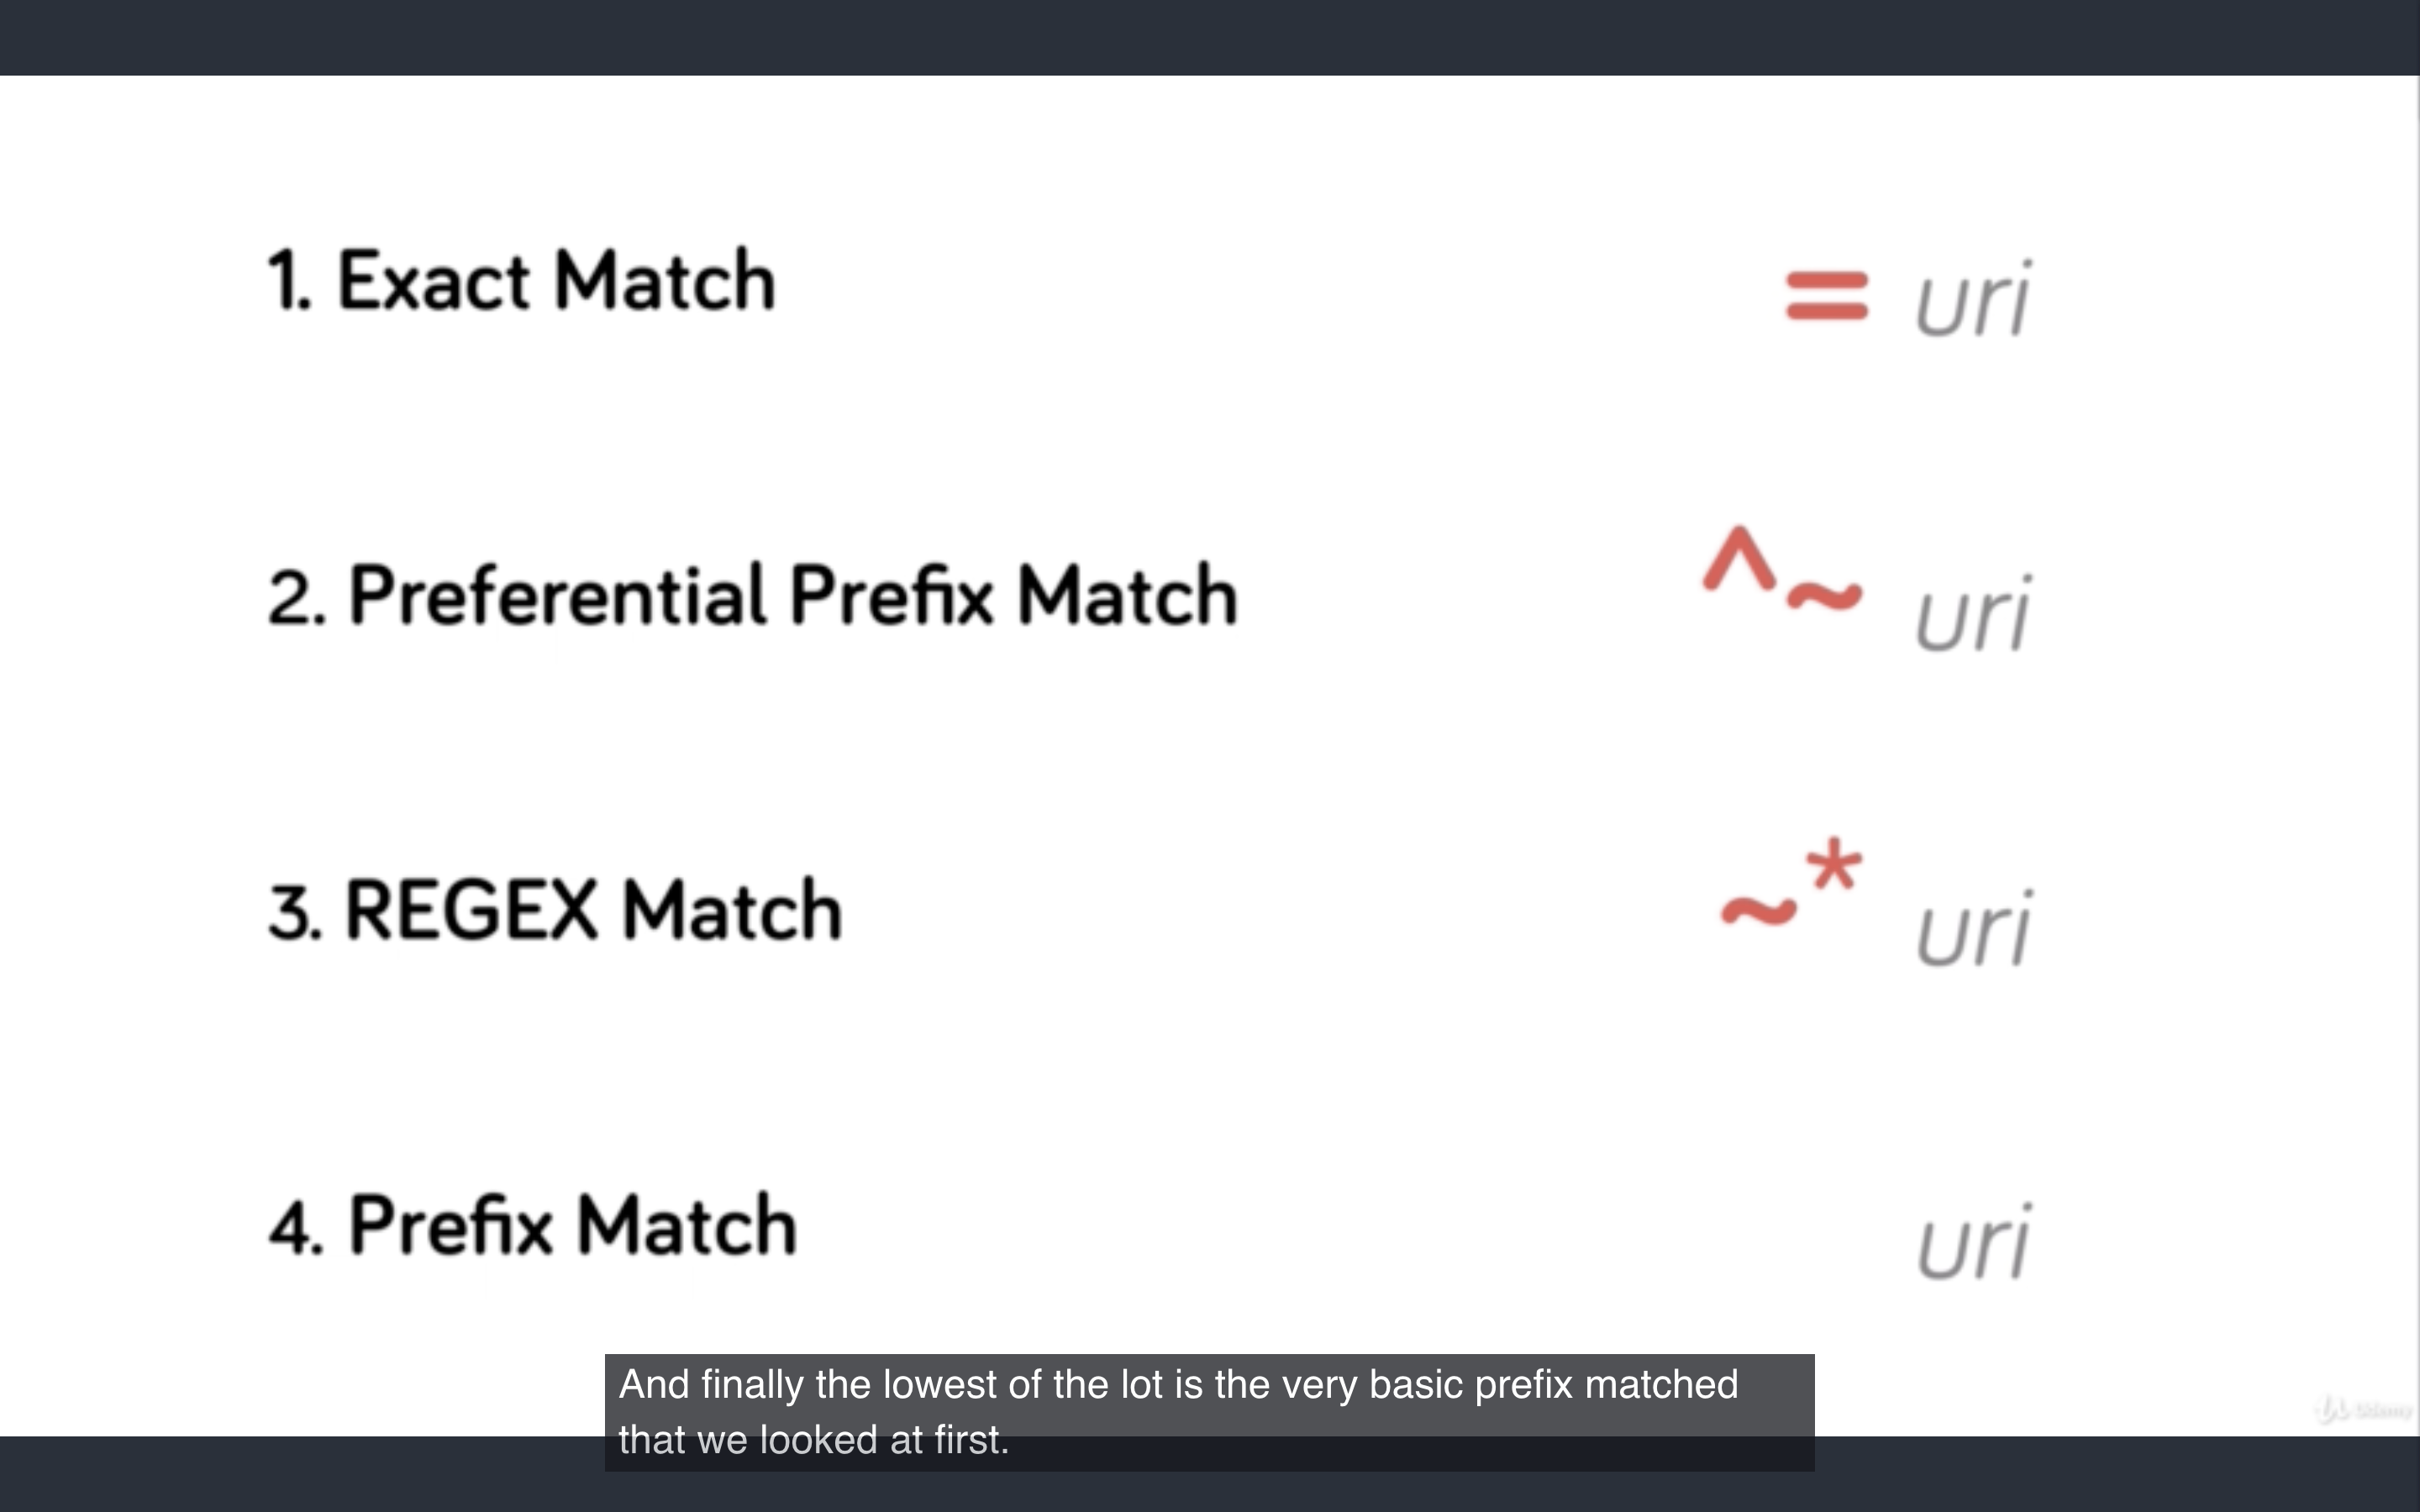 1. Exact Match = uri
2. Preferential Prefix Match ^~ uri
3. REGEX Match ~* uri
4. Prefix Match uri
And finally the lowest of the lot is the very basic prefix matched
that we looked at first.
Udemy